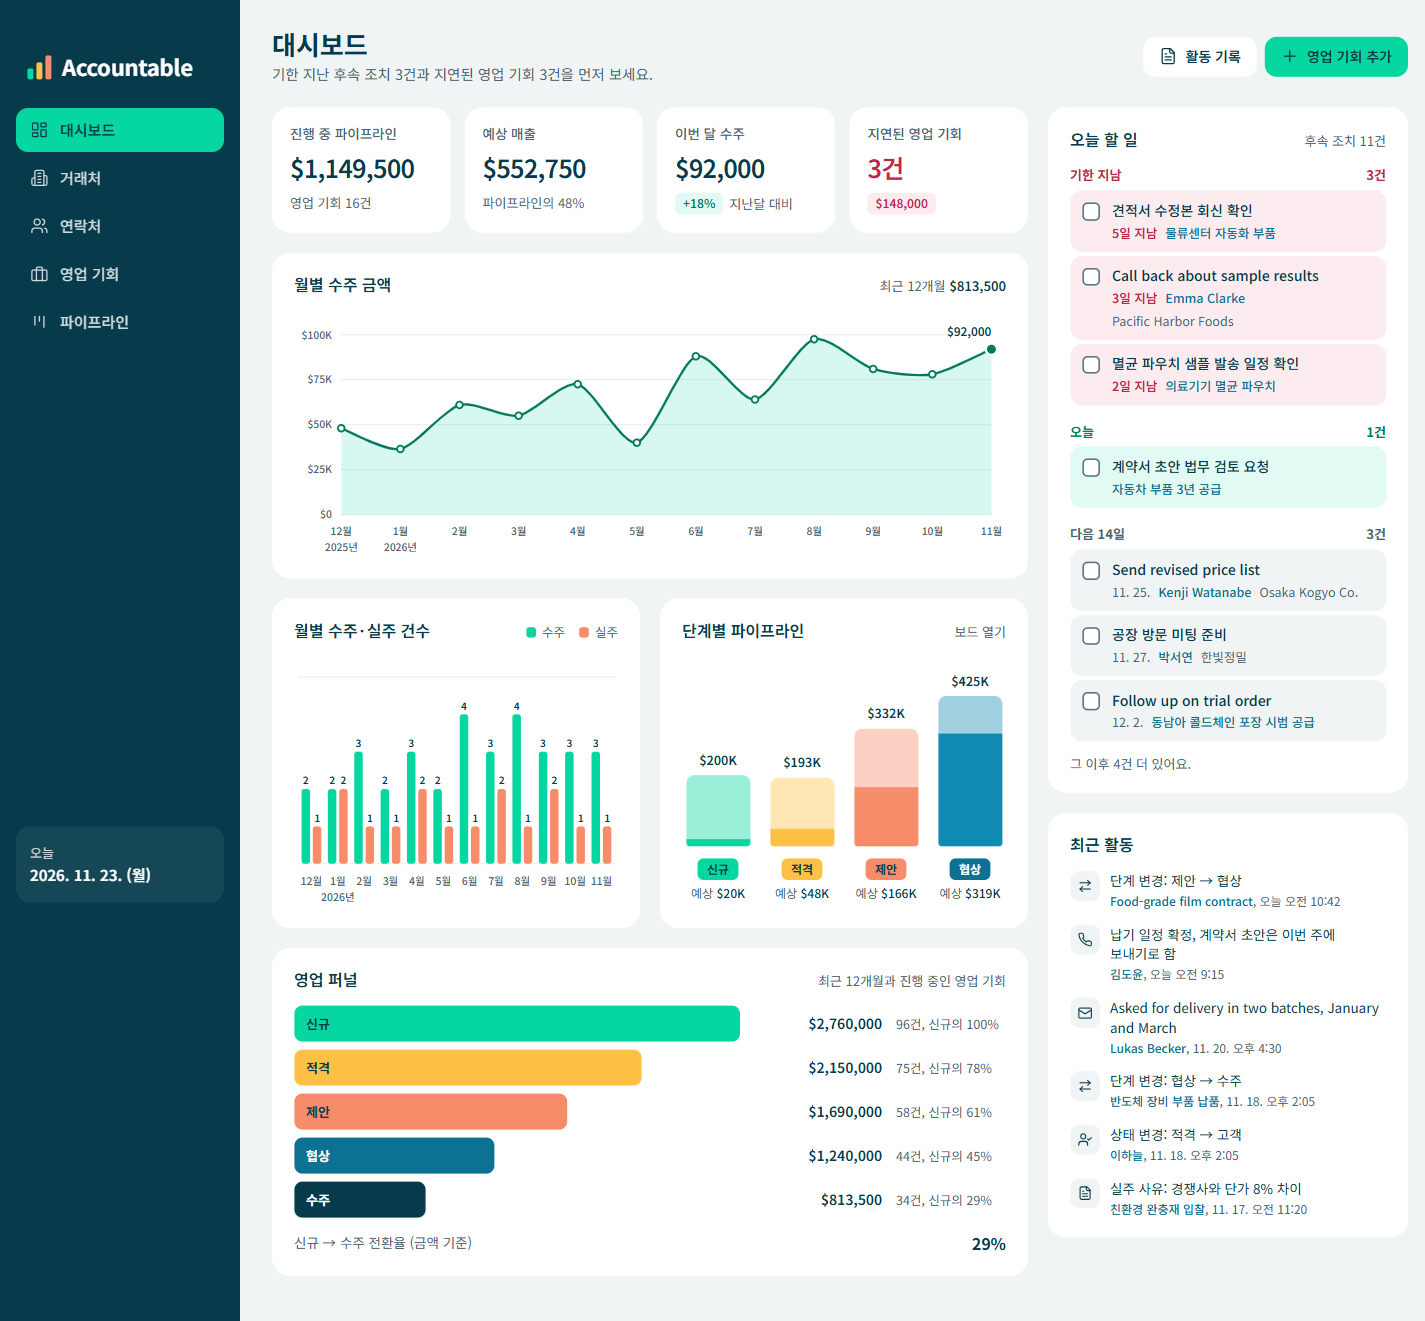 Accountable
대시보드
거래처
연락처
영업 기회
파이프라인
오늘
2026. 11. 23. (월)
대시보드
기한 지난 후속 조치 3건과 지연된 영업 기회 3건을 먼저 보세요.
활동 기록
영업 기회 추가
진행 중 파이프라인
$1,149,500
영업 기회 16건
예상 매출
$552,750
파이프라인의 48%
이번 달 수주
$92,000
+18% 지난달 대비
지연된 영업 기회
3건
$148,000
월별 수주 금액
최근 12개월 $813,500
$100K
$75K
$50K
$25K
$0
$92,000
12월 1월 2월 3월 4월 5월 6월 7월 8월 9월 10월 11월
2025년 2026년
월별 수주·실주 건수
수주 실주
2 1 2 2 3 1 2 1 3 2 2 1 4 1 3 2 4 1 3 2 3 1 3 1
12월 1월 2월 3월 4월 5월 6월 7월 8월 9월 10월 11월
2026년
단계별 파이프라인
보드 열기
$200K $193K $332K $425K
신규 적격 제안 협상
예상 $20K 예상 $48K 예상 $166K 예상 $319K
영업 퍼널
최근 12개월과 진행 중인 영업 기회
신규 $2,760,000 96건, 신규의 100%
적격 $2,150,000 75건, 신규의 78%
제안 $1,690,000 58건, 신규의 61%
협상 $1,240,000 44건, 신규의 45%
수주 $813,500 34건, 신규의 29%
신규 → 수주 전환율 (금액 기준) 29%
오늘 할 일
후속 조치 11건
기한 지남 3건
견적서 수정본 회신 확인
5일 지남 물류센터 자동화 부품
Call back about sample results
3일 지남 Emma Clarke
Pacific Harbor Foods
멸균 파우치 샘플 발송 일정 확인
2일 지남 의료기기 멸균 파우치
오늘 1건
계약서 초안 법무 검토 요청
자동차 부품 3년 공급
다음 14일 3건
Send revised price list
11. 25. Kenji Watanabe Osaka Kogyo Co.
공장 방문 미팅 준비
11. 27. 박서연 한빛정밀
Follow up on trial order
12. 2. 동남아 콜드체인 포장 시범 공급
그 이후 4건 더 있어요.
최근 활동
단계 변경: 제안 → 협상
Food-grade film contract, 오늘 오전 10:42
납기 일정 확정, 계약서 초안은 이번 주에
보내기로 함
김도윤, 오늘 오전 9:15
Asked for delivery in two batches, January
and March
Lukas Becker, 11. 20. 오후 4:30
단계 변경: 협상 → 수주
반도체 장비 부품 납품, 11. 18. 오후 2:05
상태 변경: 적격 → 고객
이하늘, 11. 18. 오후 2:05
실주 사유: 경쟁사와 단가 8% 차이
친환경 완충재 입찰, 11. 17. 오전 11:20